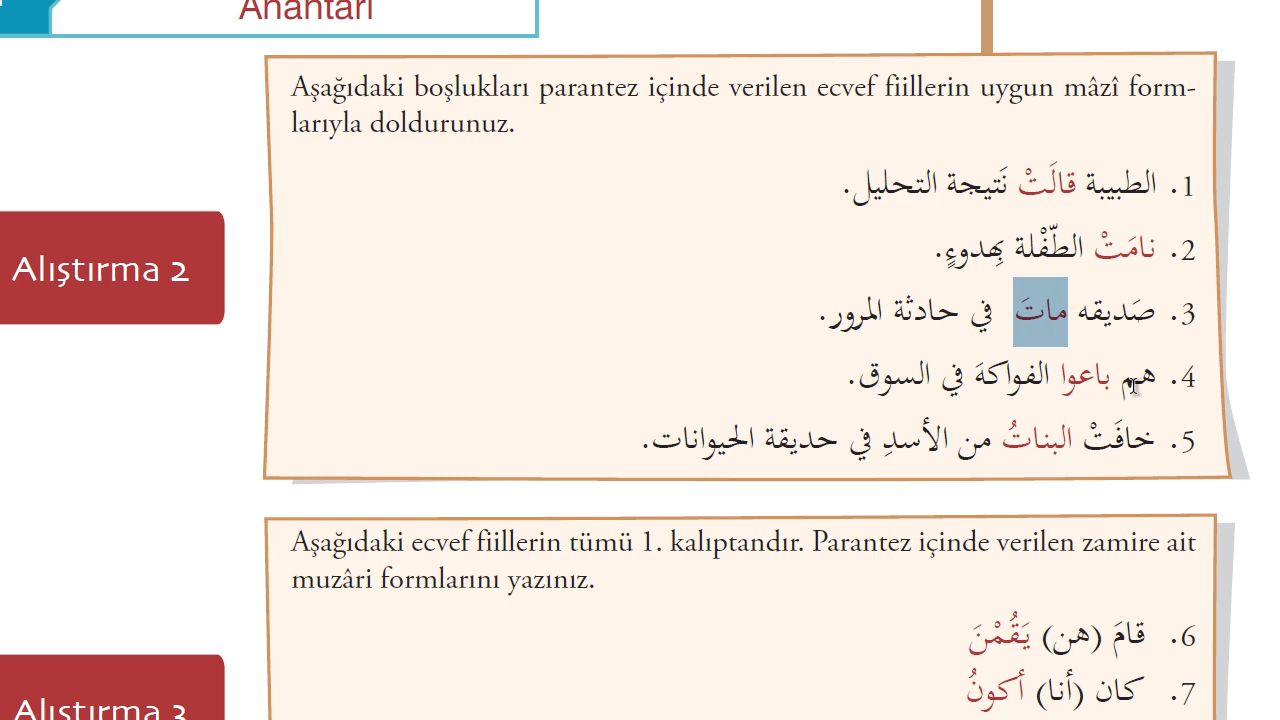 Anahtarı
Aşağıdaki boşlukları parantez içinde verilen ecvef fiillerin uygun mâzî form-
larıyla doldurunuz.
1. الطبيبة قالَتْ نَتيجة التحليل.
2. نامَتْ الطّفْلة بِهدوءٍ.
Alıştırma 2
3. صَديقه ماتَ في حادثة المرور.
4. هم باعوا الفواكهَ في السوق.
5. خافَتْ البناتُ من الأسدِ في حديقة الحيوانات.
Aşağıdaki ecvef fiillerin tümü 1. kalıptandır. Parantez içinde verilen zamire ait
muzâri formlarını yazınız.
6. قامَ (هن) يَقُمْنَ
7. كان (أنا) أكونُ
Alıştırma 3